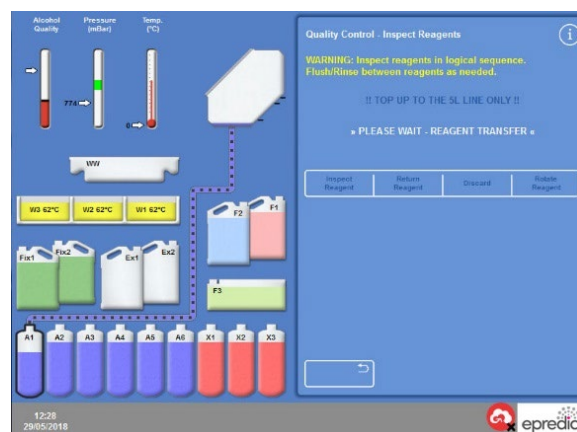 Alcohol Quality
Pressure (mBar)
Temp. (°C)
774
0
WW
W3 62°C
W2 62°C
W1 62°C
F2
F1
Fix1
Fix2
Ex1
Ex2
F3
A1
A2
A3
A4
A5
A6
X1
X2
X3
Quality Control - Inspect Reagents
i
WARNING: Inspect reagents in logical sequence.
Flush/Rinse between reagents as needed.
!! TOP UP TO THE 5L LINE ONLY !!
» PLEASE WAIT - REAGENT TRANSFER «
Inspect Reagent
Return Reagent
Discard
Rotate Reagent
12:28
29/05/2018
epredia